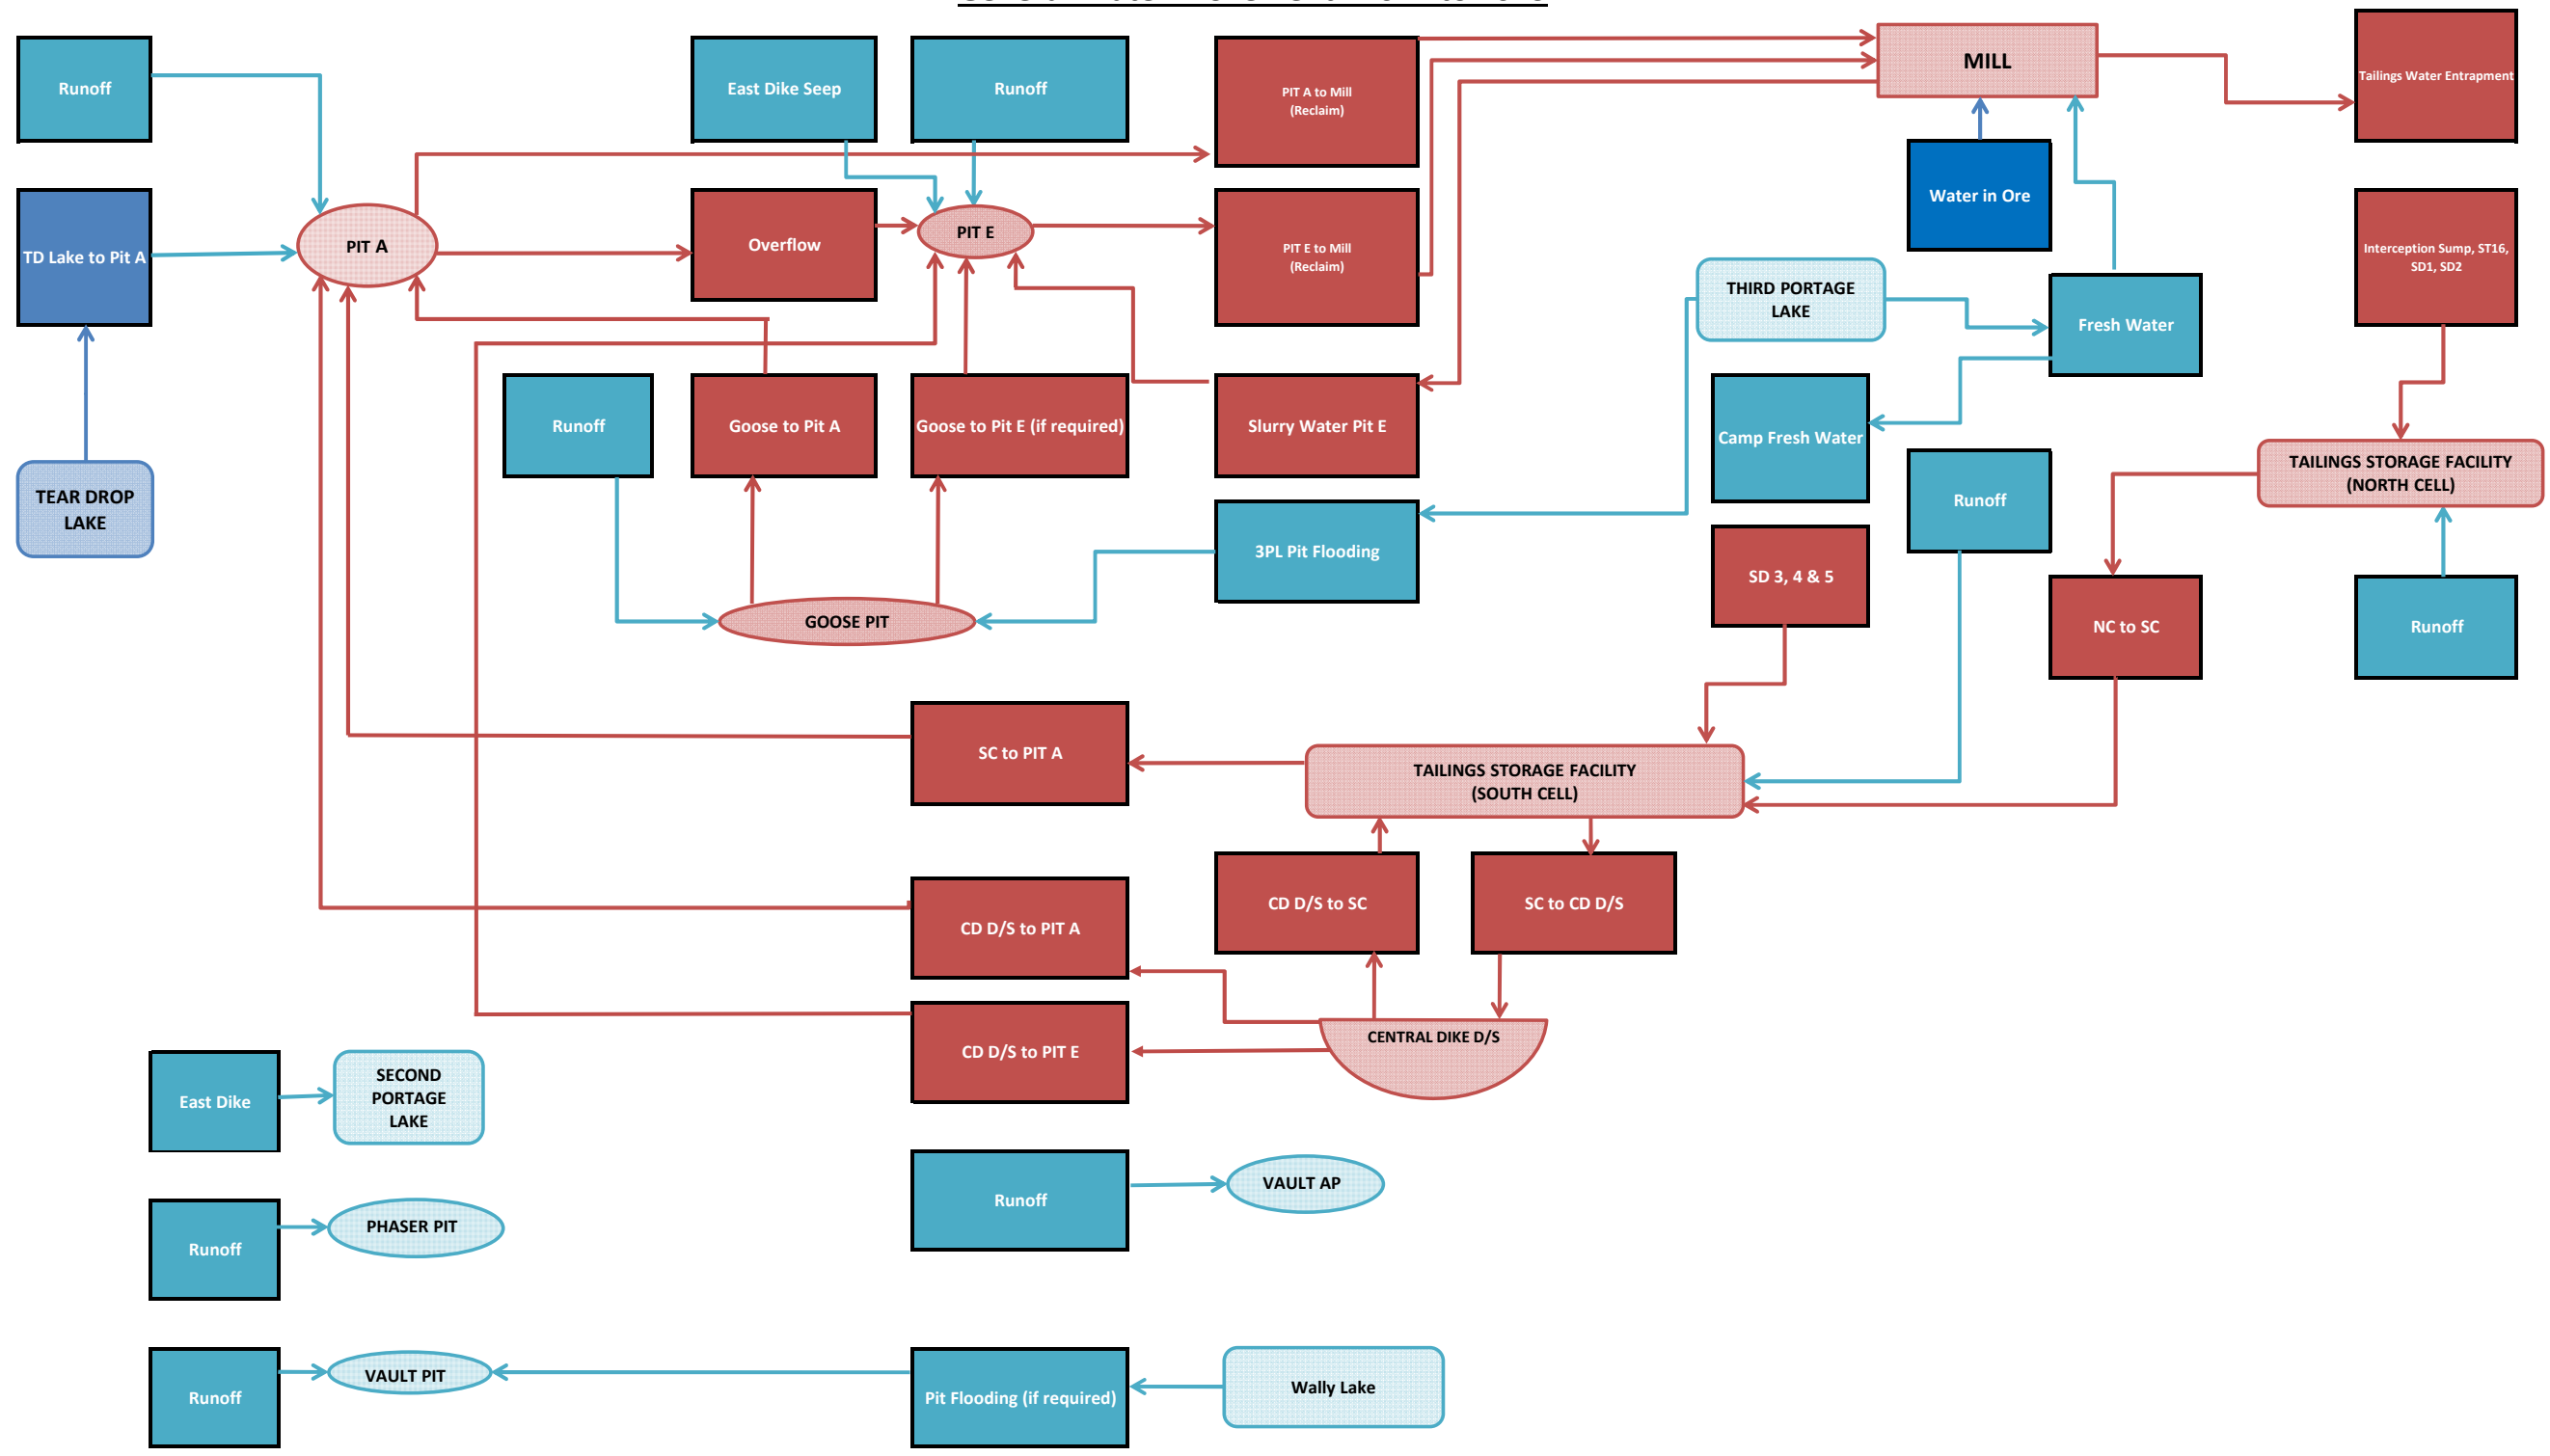 Runoff
East Dike Seep
Runoff
PIT A to Mill
(Reclaim)
MILL
Tailings Water Entrapment
TD Lake to Pit A
PIT A
Overflow
PIT E
PIT E to Mill
(Reclaim)
Water in Ore
Interception Sump, ST16,
SD1, SD2
THIRD PORTAGE
LAKE
Fresh Water
Runoff
Goose to Pit A
Goose to Pit E (if required)
Slurry Water Pit E
Camp Fresh Water
TEAR DROP
LAKE
TAILINGS STORAGE FACILITY
(NORTH CELL)
Runoff
3PL Pit Flooding
SD 3, 4 & 5
GOOSE PIT
NC to SC
Runoff
SC to PIT A
TAILINGS STORAGE FACILITY
(SOUTH CELL)
CD D/S to PIT A
CD D/S to SC
SC to CD D/S
CD D/S to PIT E
CENTRAL DIKE D/S
East Dike
SECOND
PORTAGE
LAKE
Runoff
VAULT AP
Runoff
PHASER PIT
Runoff
VAULT PIT
Pit Flooding (if required)
Wally Lake